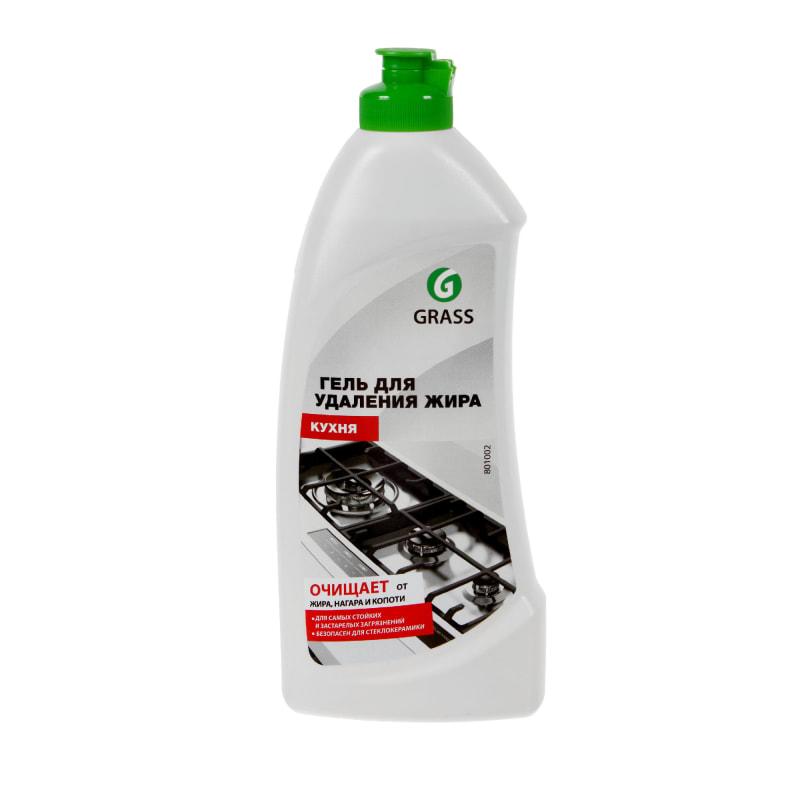 G
GRASS
ГЕЛЬ ДЛЯ
УДАЛЕНИЯ ЖИРА
КУХНЯ
801002
ОЧИЩАЕТ от
ЖИРА, НАГАРА И КОПОТИ
• ДЛЯ САМЫХ СТОЙКИХ
И ЗАСТАРЕЛЫХ ЗАГРЯЗНЕНИЙ
• БЕЗОПАСЕН ДЛЯ СТЕКЛОКЕРАМИКИ